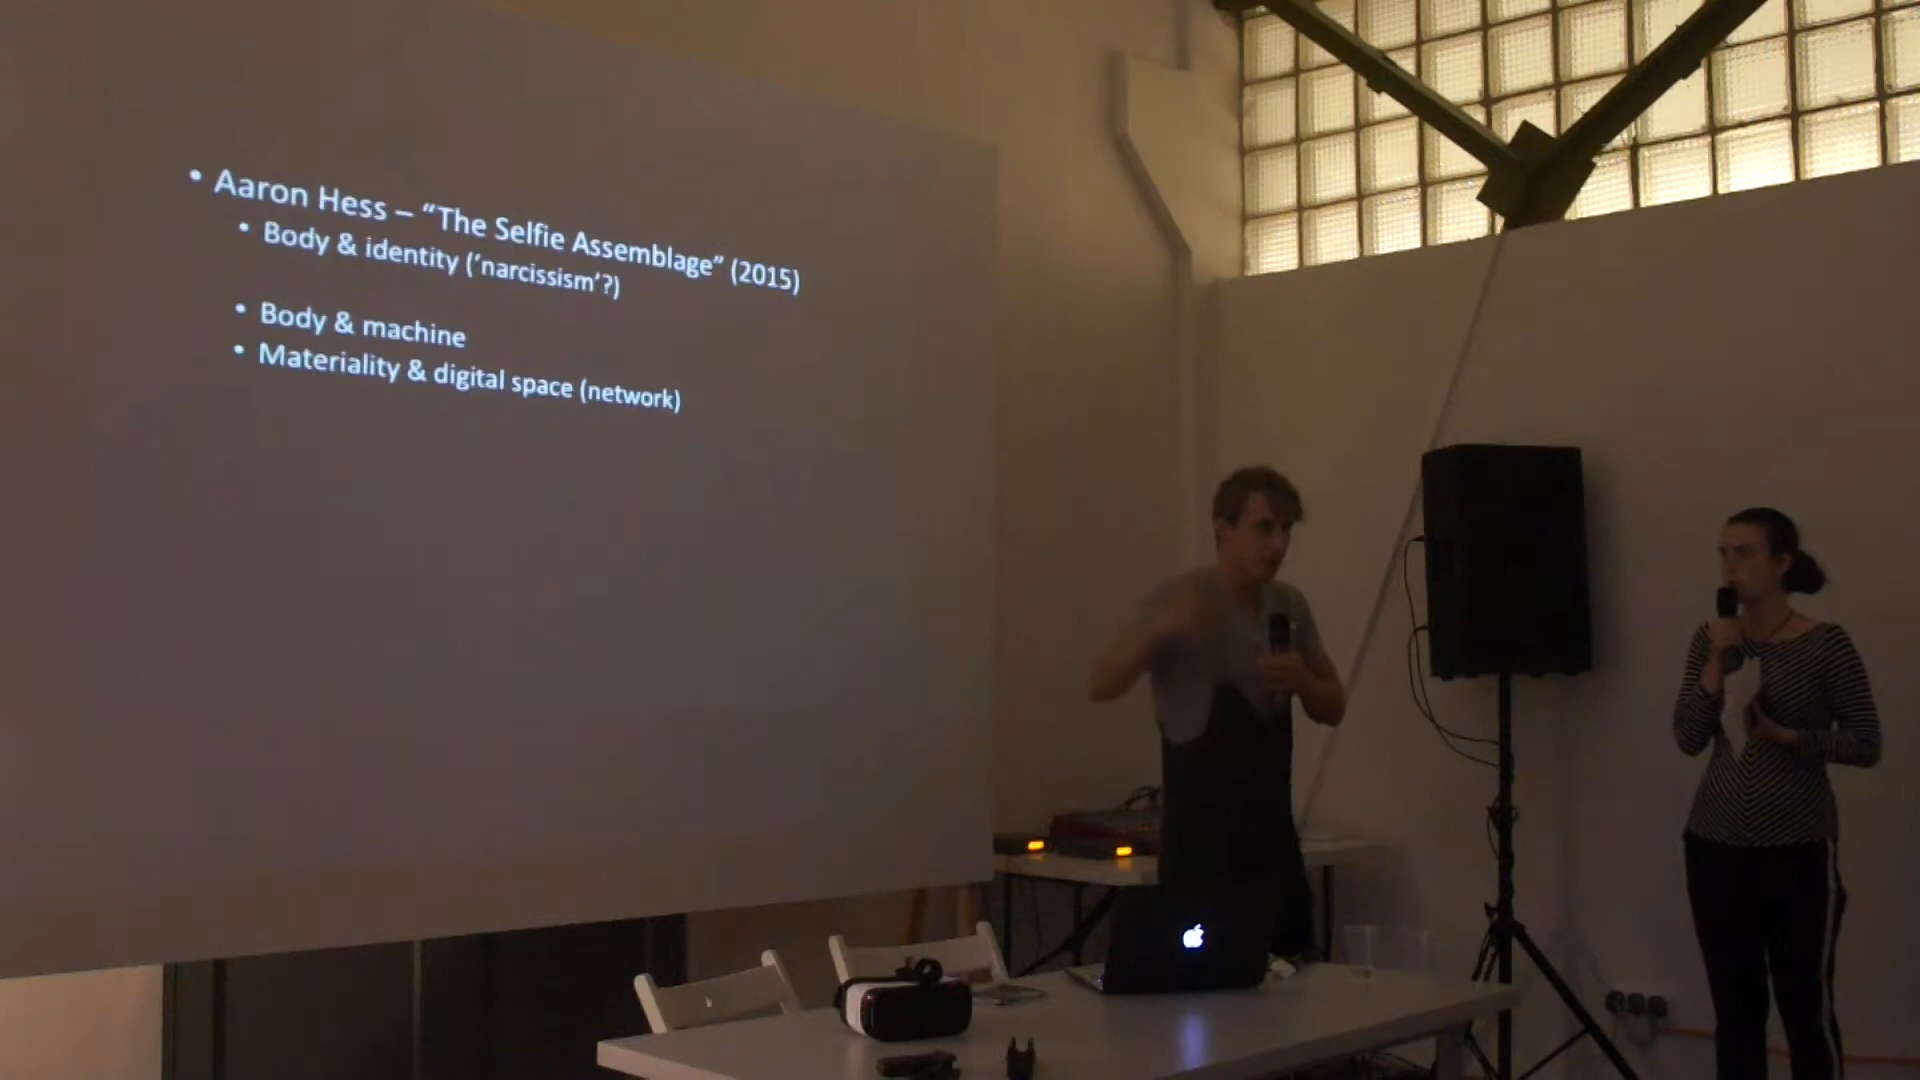 • Aaron Hess – “The Selfie Assemblage” (2015)
• Body & identity (‘narcissism’?)
• Body & machine
• Materiality & digital space (network)